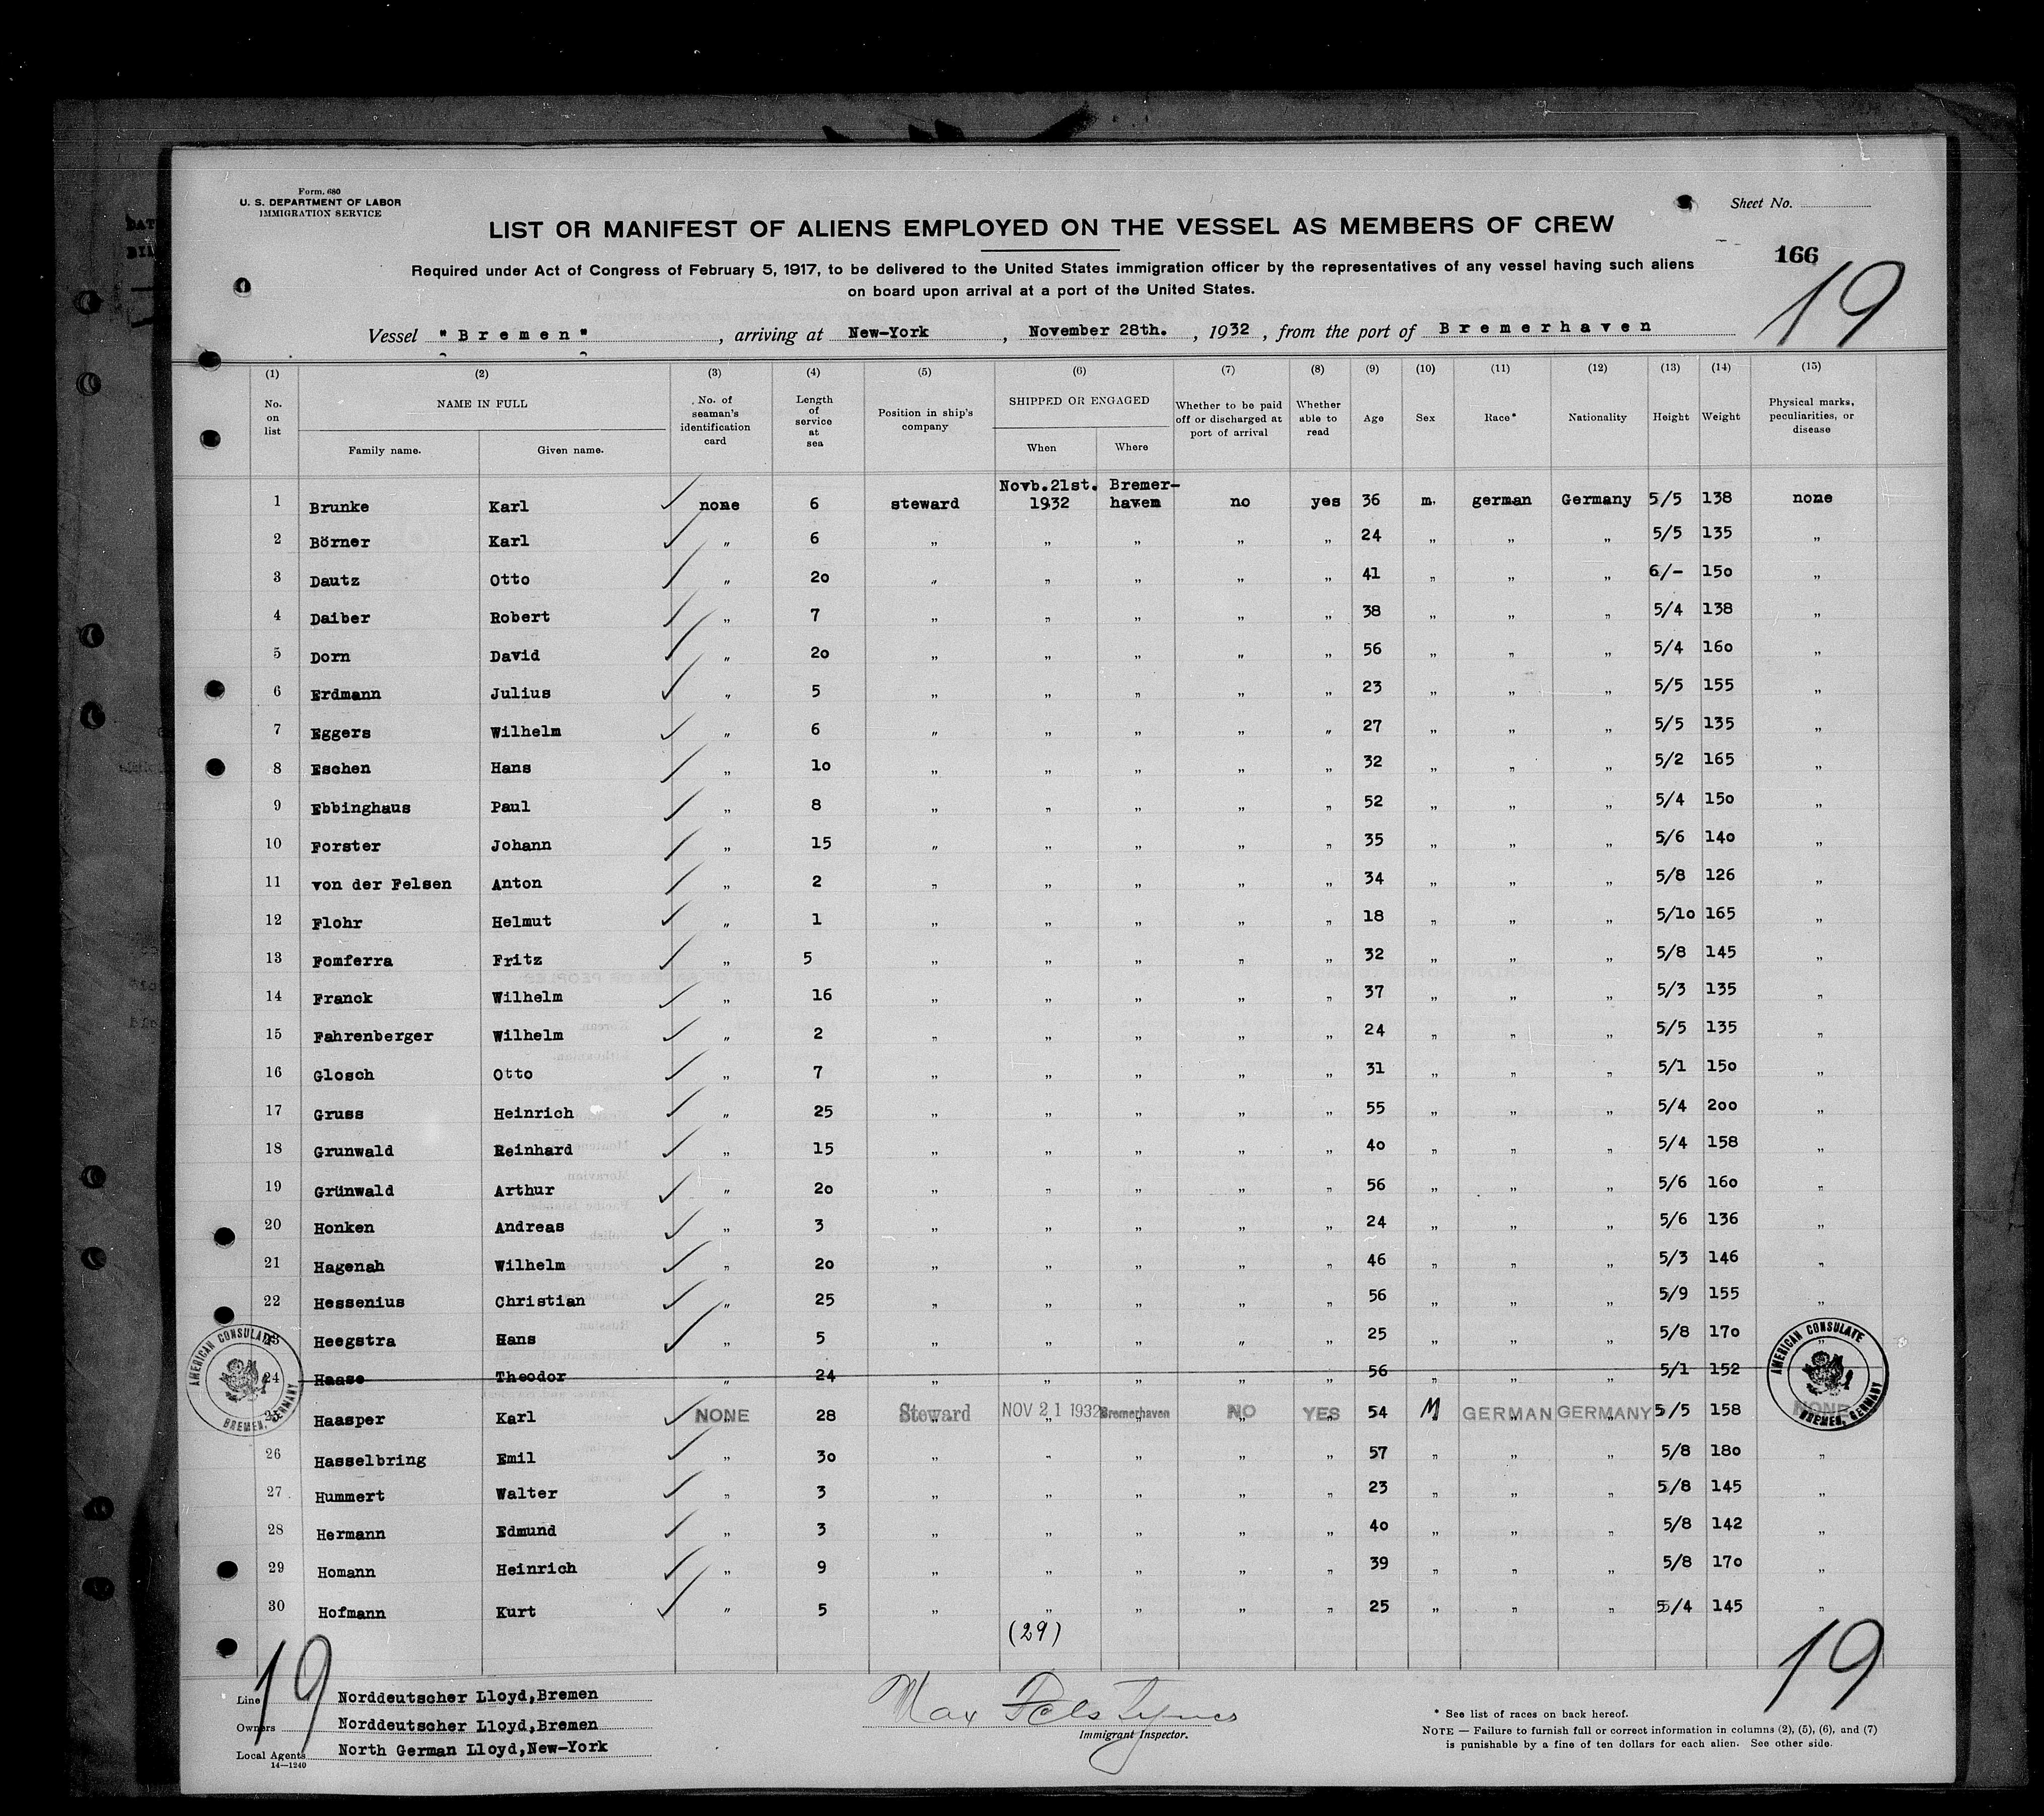 Form. 680
U. S. DEPARTMENT OF LABOR
IMMIGRATION SERVICE
Sheet No.
LIST OR MANIFEST OF ALIENS EMPLOYED ON THE VESSEL AS MEMBERS OF CREW
166
19
Required under Act of Congress of February 5, 1917, to be delivered to the United States immigration officer by the representatives of any vessel having such aliens
on board upon arrival at a port of the United States.
Vessel "Bremen", arriving at New-York, November 28th., 1932, from the port of Bremerhaven
(1) (2) (3) (4) (5) (6) (7) (8) (9) (10) (11) (12) (13) (14) (15)
No. on list NAME IN FULL No. of seaman's identification card Length of service at sea Position in ship's company SHIPPED OR ENGAGED Whether to be paid off or discharged at port of arrival Whether able to read Age Sex Race* Nationality Height Weight Physical marks, peculiarities, or disease
Family name. Given name. When Where
1 Brunke Karl none 6 steward Novb.21st. 1932 Bremer-haven no yes 36 m. german Germany 5/5 138 none
2 Börner Karl " 6 " " " " " 24 " " " 5/5 135 "
3 Dautz Otto " 20 " " " " " 41 " " " 6/- 150 "
4 Daiber Robert " 7 " " " " " 38 " " " 5/4 138 "
5 Dorn David " 20 " " " " " 56 " " " 5/4 160 "
6 Erdmann Julius " 5 " " " " " 23 " " " 5/5 155 "
7 Eggers Wilhelm " 6 " " " " " 27 " " " 5/5 135 "
8 Eschen Hans " 10 " " " " " 32 " " " 5/2 165 "
9 Ebbinghaus Paul " 8 " " " " " 52 " " " 5/4 150 "
10 Forster Johann " 15 " " " " " 35 " " " 5/6 140 "
11 von der Felsen Anton " 2 " " " " " 34 " " " 5/8 126 "
12 Flohr Helmut " 1 " " " " " 18 " " " 5/10 165 "
13 Fomferra Fritz " 5 " " " " " 32 " " " 5/8 145 "
14 Franck Wilhelm " 16 " " " " " 37 " " " 5/3 135 "
15 Fahrenberger Wilhelm " 2 " " " " " 24 " " " 5/5 135 "
16 Glosch Otto " 7 " " " " " 31 " " " 5/1 150 "
17 Gruss Heinrich " 25 " " " " " 55 " " " 5/4 200 "
18 Grunwald Reinhard " 15 " " " " " 40 " " " 5/4 158 "
19 Grünwald Arthur " 20 " " " " " 56 " " " 5/6 160 "
20 Honken Andreas " 3 " " " " " 24 " " " 5/6 136 "
21 Hagenah Wilhelm " 20 " " " " " 46 " " " 5/3 146 "
22 Hessenius Christian " 25 " " " " " 56 " " " 5/9 155 "
23 Heegstra Hans " 5 " " " " " 25 " " " 5/8 170 "
24 Haase Theodor " 24 " " " " " 56 " " " 5/1 152
25 Haasper Karl NONE 28 Steward NOV 21 1932 Bremerhaven NO YES 54 M GERMAN GERMANY 5/5 158 NONE
26 Hasselbring Emil " 30 " " " " " 57 " " " 5/8 180 "
27 Hummert Walter " 3 " " " " " 23 " " " 5/8 145 "
28 Hermann Edmund " 3 " " " " " 40 " " " 5/8 142 "
29 Homann Heinrich " 9 " " " " " 39 " " " 5/8 170 "
30 Hofmann Kurt " 5 " " " " " 25 " " " 5/4 145 "
AMERICAN CONSULATE BREMEN, GERMANY
AMERICAN CONSULATE BREMEN, GERMANY
(29)
19
19
Line Norddeutscher Lloyd,Bremen
Owners Norddeutscher Lloyd,Bremen
Local Agents North German Lloyd,New-York
14—1240
Max
Immigrant Inspector.
* See list of races on back hereof.
NOTE — Failure to furnish full or correct information in columns (2), (5), (6), and (7)
is punishable by a fine of ten dollars for each alien. See other side.